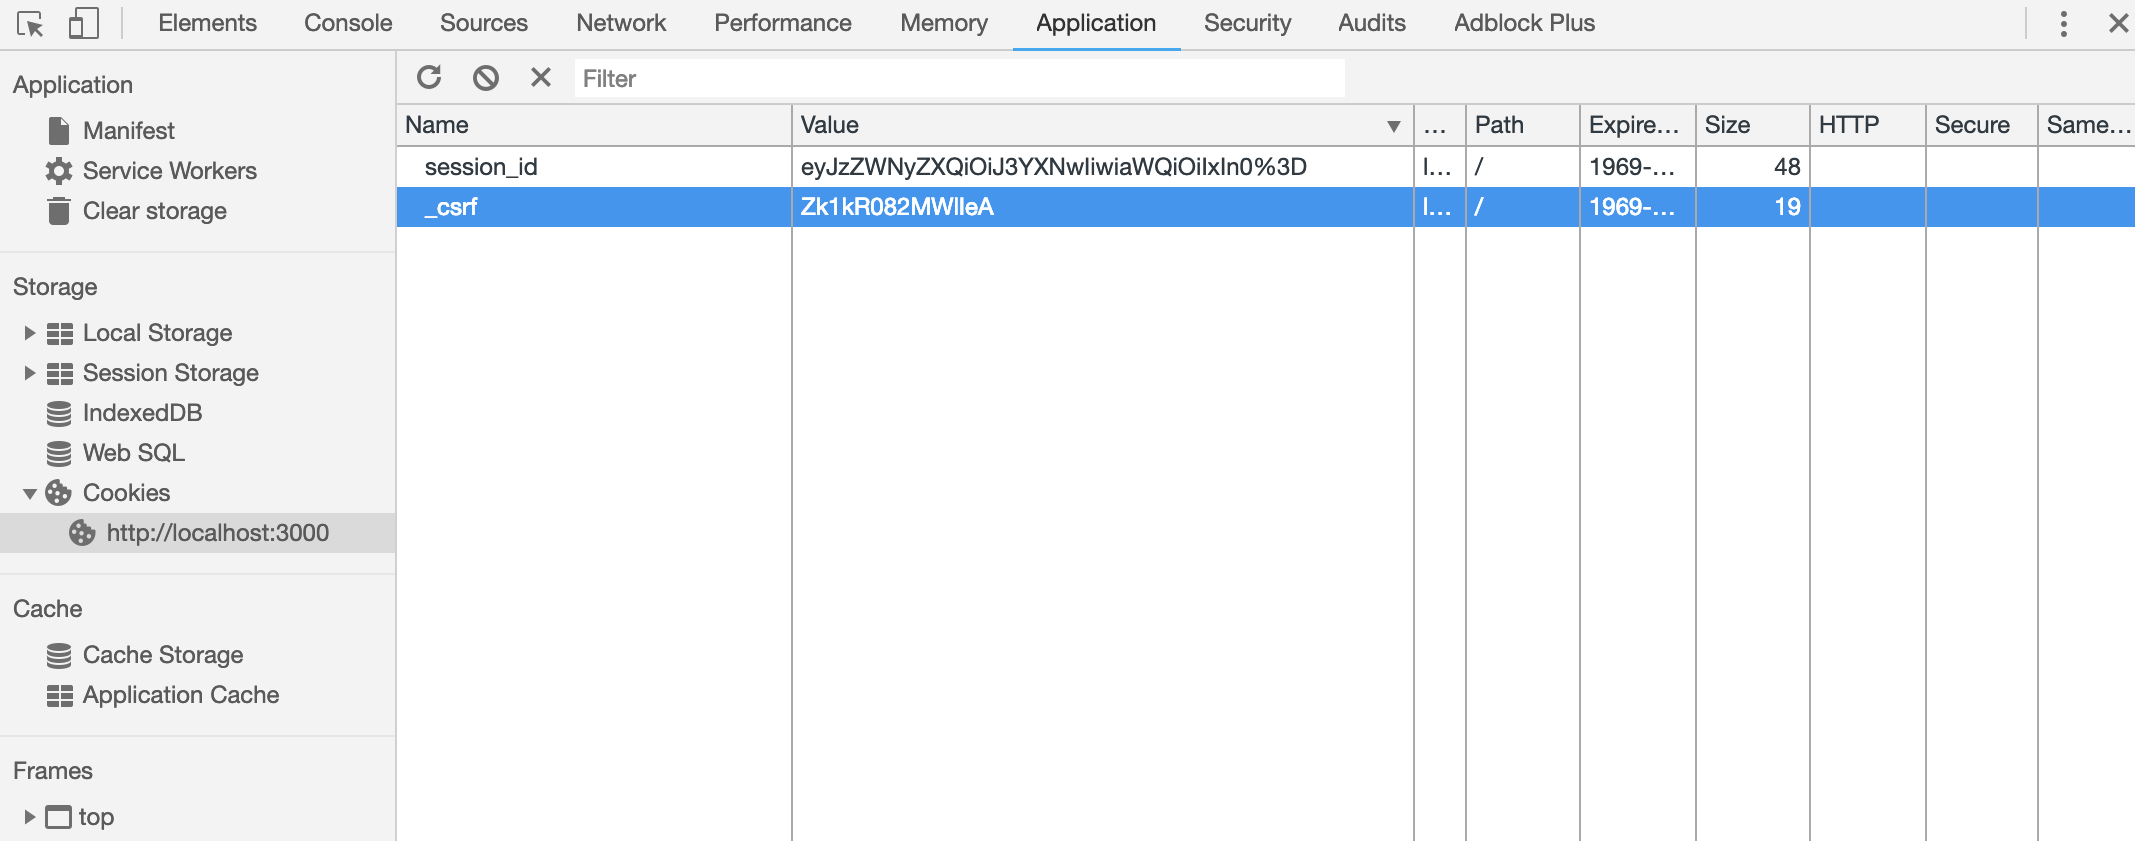 Elements Console Sources Network Performance Memory Application Security Audits Adblock Plus
Application
Manifest
Service Workers
Clear storage
Storage
Local Storage
Session Storage
IndexedDB
Web SQL
Cookies
http://localhost:3000
Cache
Cache Storage
Application Cache
Frames
top
Filter
Name Value ... Path Expire... Size HTTP Secure Same...
session_id eyJzZWNyZXQiOiJ3YXNwIiwiaWQiOiIxIn0%3D l... / 1969-... 48
_csrf Zk1kR082MWlIeA l... / 1969-... 19